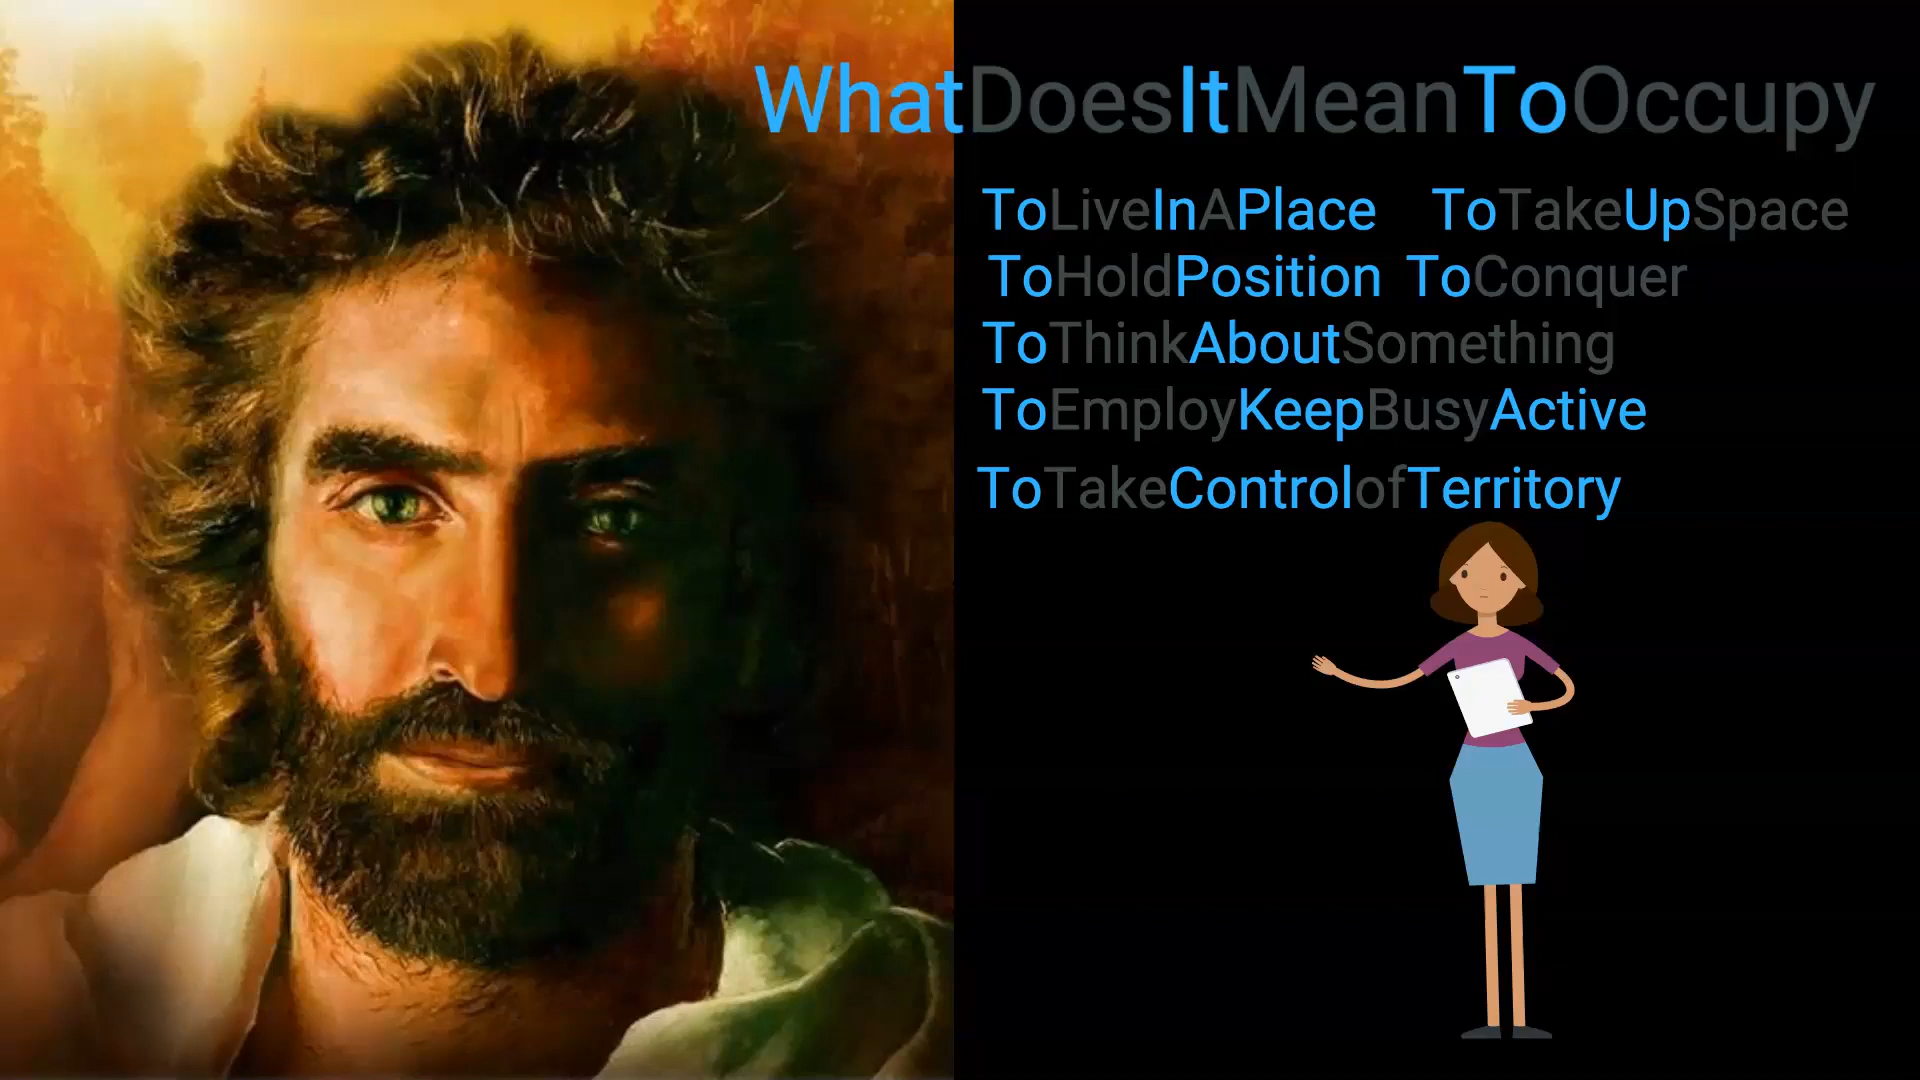 WhatDoesItMeanToOccupy
ToLiveInAPlace ToTakeUpSpace
ToHoldPosition ToConquer
ToThinkAboutSomething
ToEmployKeepBusyActive
ToTakeControlofTerritory